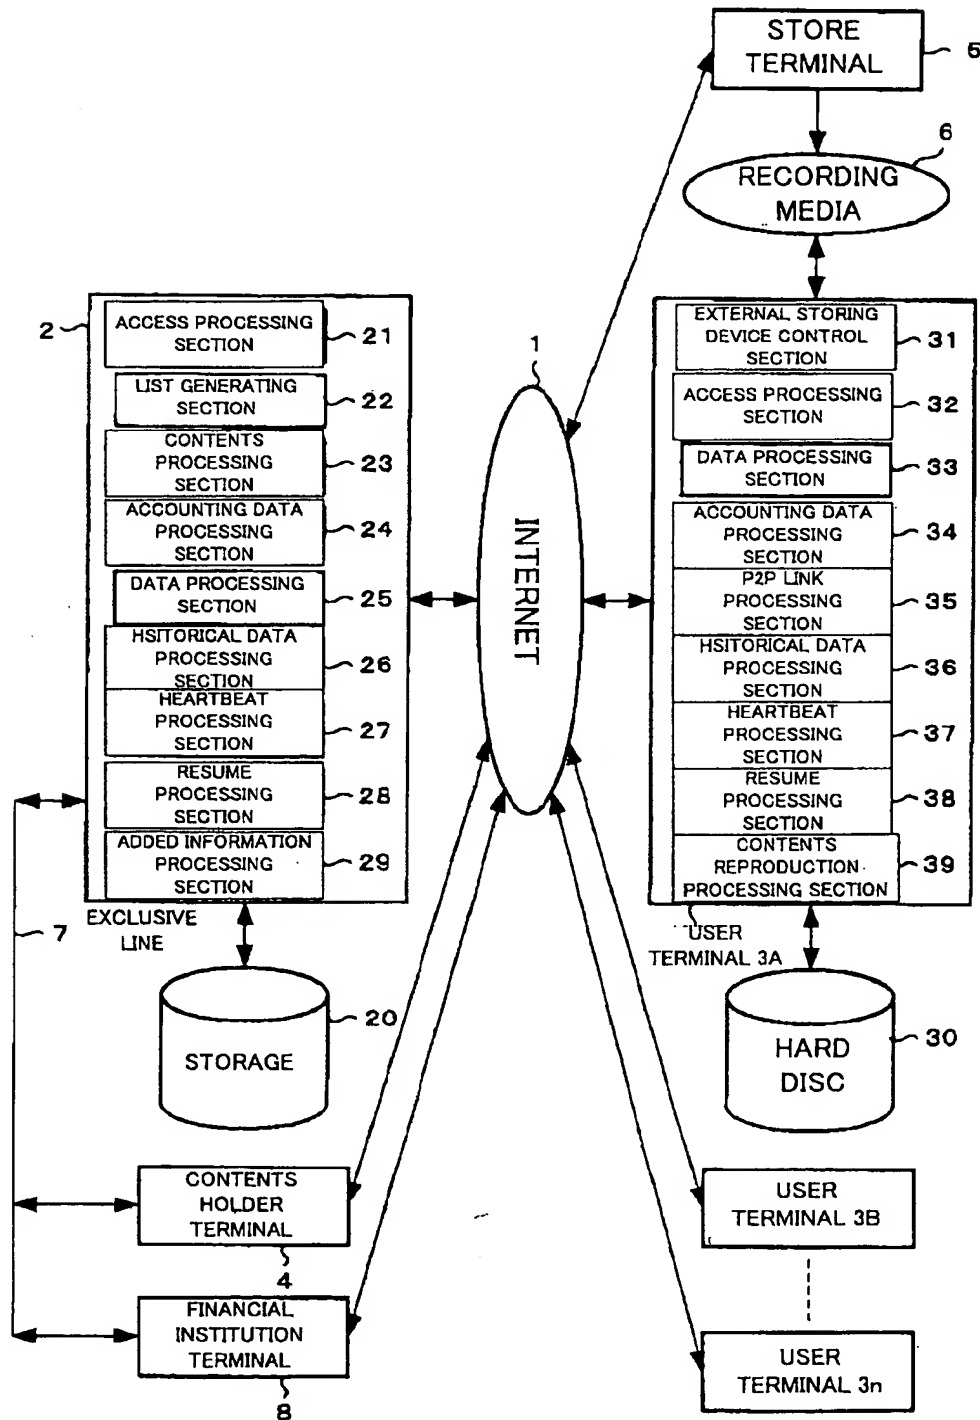 STORE
TERMINAL
5
6
RECORDING
MEDIA
2
ACCESS PROCESSING
SECTION
21
LIST GENERATING
SECTION
22
CONTENTS
PROCESSING
SECTION
23
ACCOUNTING DATA
PROCESSING
SECTION
24
DATA PROCESSING
SECTION
25
HSITORICAL DATA
PROCESSING
SECTION
26
HEARTBEAT
PROCESSING
SECTION
27
RESUME
PROCESSING
SECTION
28
ADDED INFORMATION
PROCESSING
SECTION
29
1
INTERNET
EXTERNAL STORING
DEVICE CONTROL
SECTION
31
ACCESS PROCESSING
SECTION
32
DATA PROCESSING
SECTION
33
ACCOUNTING DATA
PROCESSING
SECTION
34
P2P LINK
PROCESSING
SECTION
35
HSITORICAL DATA
PROCESSING
SECTION
36
HEARTBEAT
PROCESSING
SECTION
37
RESUME
PROCESSING
SECTION
38
CONTENTS
REPRODUCTION
PROCESSING SECTION
39
7
EXCLUSIVE
LINE
USER
TERMINAL 3A
STORAGE
20
HARD
DISC
30
CONTENTS
HOLDER
TERMINAL
4
FINANCIAL
INSTITUTION
TERMINAL
8
USER
TERMINAL 3B
USER
TERMINAL 3n